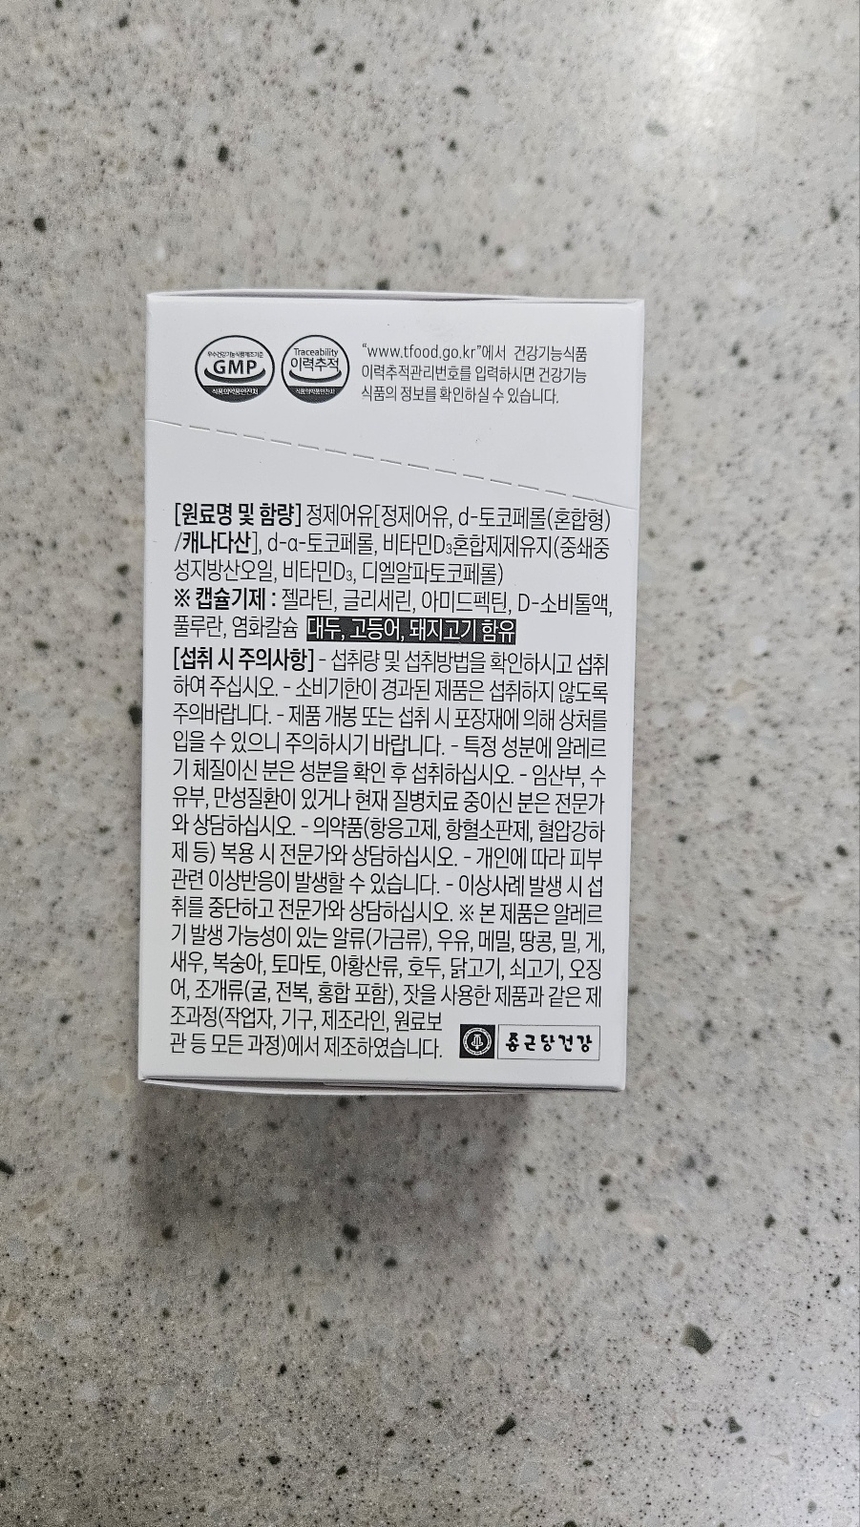 우수건강기능식품제조기준
GMP
식품의약품안전처
Traceability
이력추적
식품의약품안전처
"www.tfood.go.kr"에서 건강기능식품
이력추적관리번호를 입력하시면 건강기능
식품의 정보를 확인하실 수 있습니다.
[원료명 및 함량] 정제어유[정제어유, d-토코페롤(혼합형)
/캐나다산], d-α-토코페롤, 비타민D₃혼합제제유지(중쇄중
성지방산오일, 비타민D₃, 디엘알파토코페롤)
※ 캡슐기제 : 젤라틴, 글리세린, 아미드펙틴, D-소비톨액,
풀루란, 염화칼슘 대두, 고등어, 돼지고기 함유
[섭취 시 주의사항] - 섭취량 및 섭취방법을 확인하시고 섭취
하여 주십시오. - 소비기한이 경과된 제품은 섭취하지 않도록
주의바랍니다. - 제품 개봉 또는 섭취 시 포장재에 의해 상처를
입을 수 있으니 주의하시기 바랍니다. - 특정 성분에 알레르
기 체질이신 분은 성분을 확인 후 섭취하십시오. - 임산부, 수
유부, 만성질환이 있거나 현재 질병치료 중이신 분은 전문가
와 상담하십시오. - 의약품(항응고제, 항혈소판제, 혈압강하
제 등) 복용 시 전문가와 상담하십시오. - 개인에 따라 피부
관련 이상반응이 발생할 수 있습니다. - 이상사례 발생 시 섭
취를 중단하고 전문가와 상담하십시오. ※ 본 제품은 알레르
기 발생 가능성이 있는 알류(가금류), 우유, 메밀, 땅콩, 밀, 게,
새우, 복숭아, 토마토, 아황산류, 호두, 닭고기, 쇠고기, 오징
어, 조개류(굴, 전복, 홍합 포함), 잣을 사용한 제품과 같은 제
조과정(작업자, 기구, 제조라인, 원료보
관 등 모든 과정)에서 제조하였습니다.
종근당건강